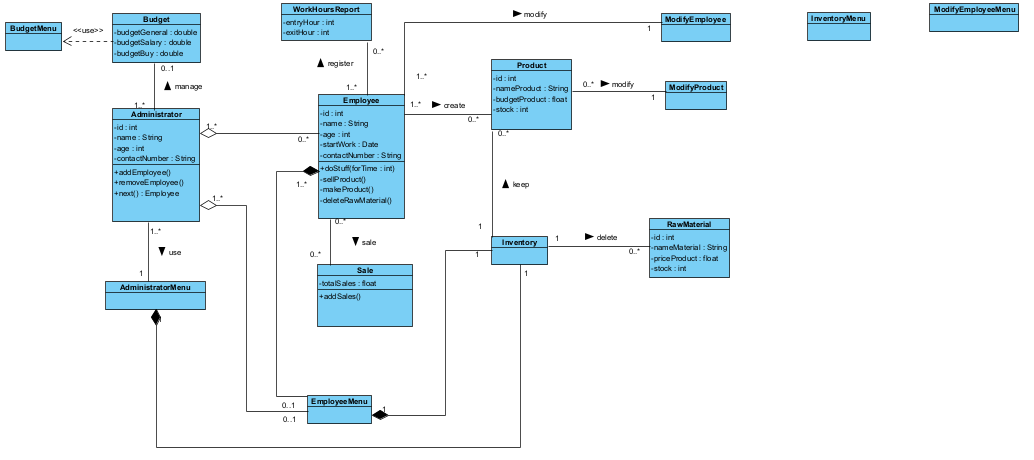 BudgetMenu
<<use>>
Budget
-budgetGeneral : double
-budgetSalary : double
-budgetBuy : double
0..1
manage
1..*
Administrator
-id : int
-name : String
-age : int
-contactNumber : String
+addEmployee()
+removeEmployee()
+next() : Employee
1..*
0..*
1..*
1..*
use
1
AdministratorMenu
WorkHoursReport
-entryHour : int
-exitHour : int
0..*
register
1..*
Employee
-id : int
-name : String
-age : int
-startWork : Date
-contactNumber : String
+doStuff(forTime : int)
-sellProduct()
-makeProduct()
-deleteRawMaterial()
1..*
0..*
sale
0..*
Sale
-totalSales : float
+addSales()
0..1
0..1
EmployeeMenu
1
modify
1..*
1
ModifyEmployee
1..*
create
0..*
Product
-id : int
-nameProduct : String
-budgetProduct : float
-stock : int
0..*
modify
1
ModifyProduct
0..*
keep
1
1
Inventory
1
1
delete
0..*
RawMaterial
-id : int
-nameMaterial : String
-priceProduct : float
-stock : int
InventoryMenu
ModifyEmployeeMenu